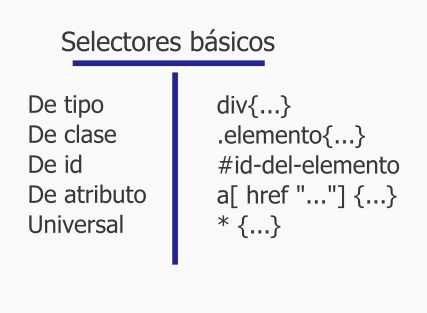 Selectores básicos
De tipo div{...}
De clase .elemento{...}
De id #id-del-elemento
De atributo a[ href "..."] {...}
Universal * {...}